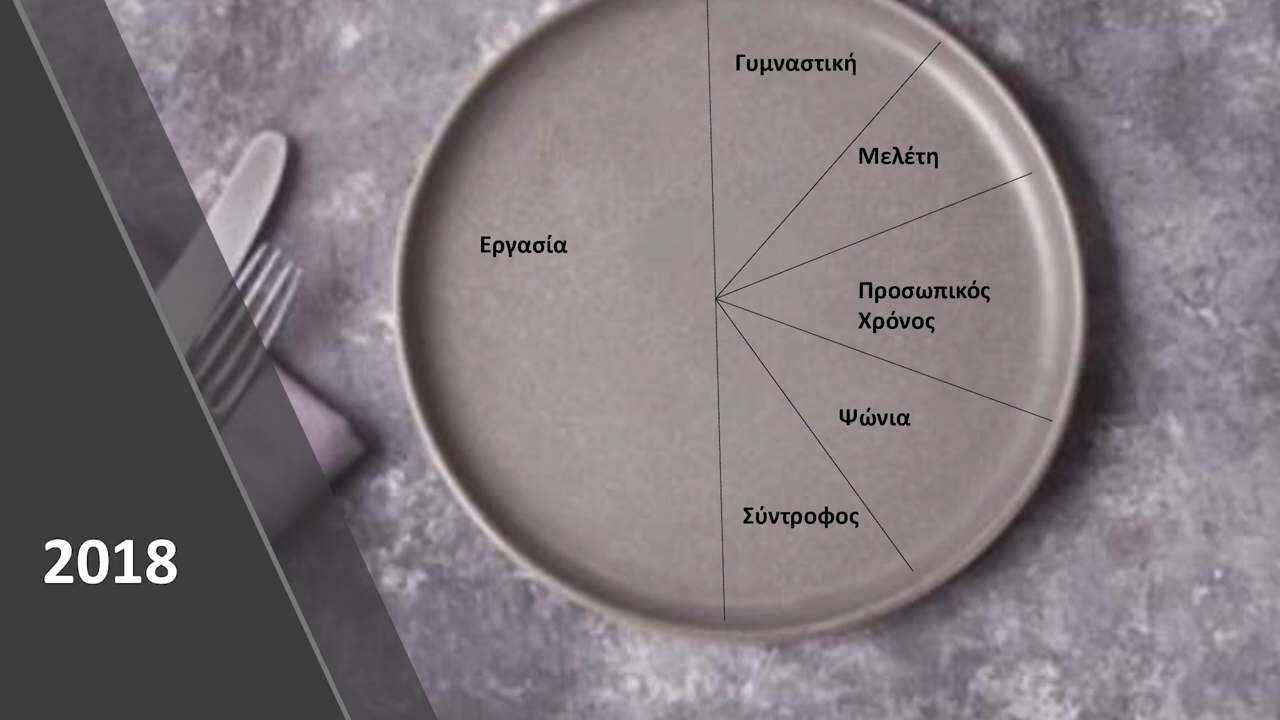 Γυμναστική
Μελέτη
Εργασία
Προσωπικός
Χρόνος
Ψώνια
Σύντροφος
2018